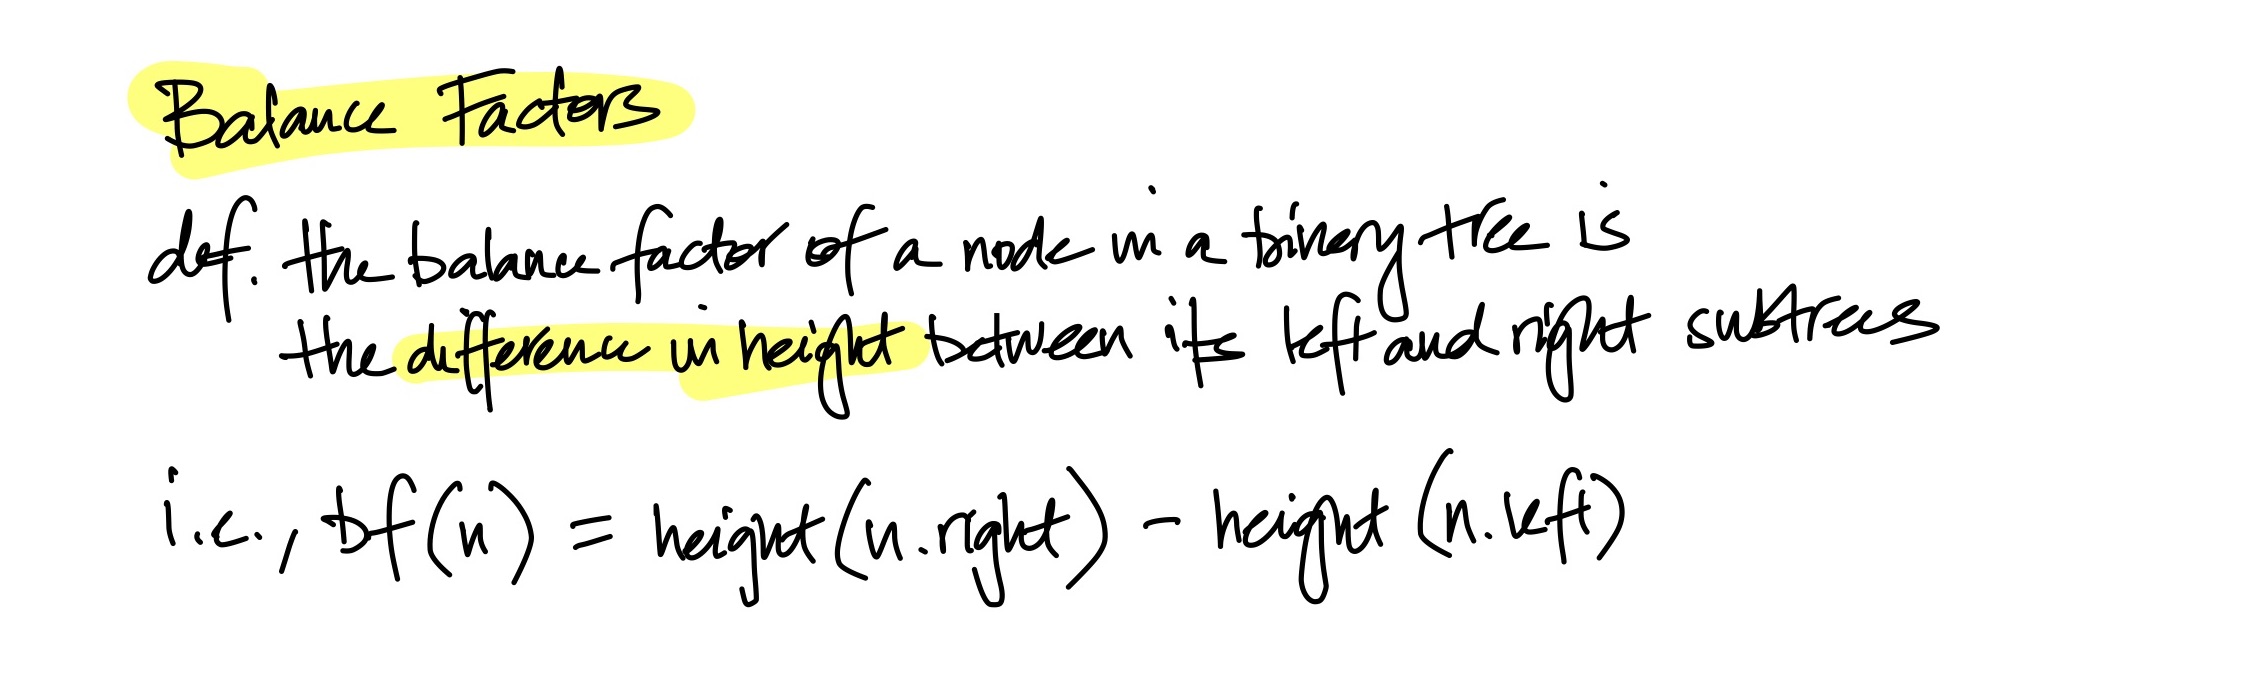 Balance Factors
def. the balance factor of a node in a binary tree is
the difference in height between its left and right subtrees
i.e., bf(n) = height(n.right) - height(n.left)